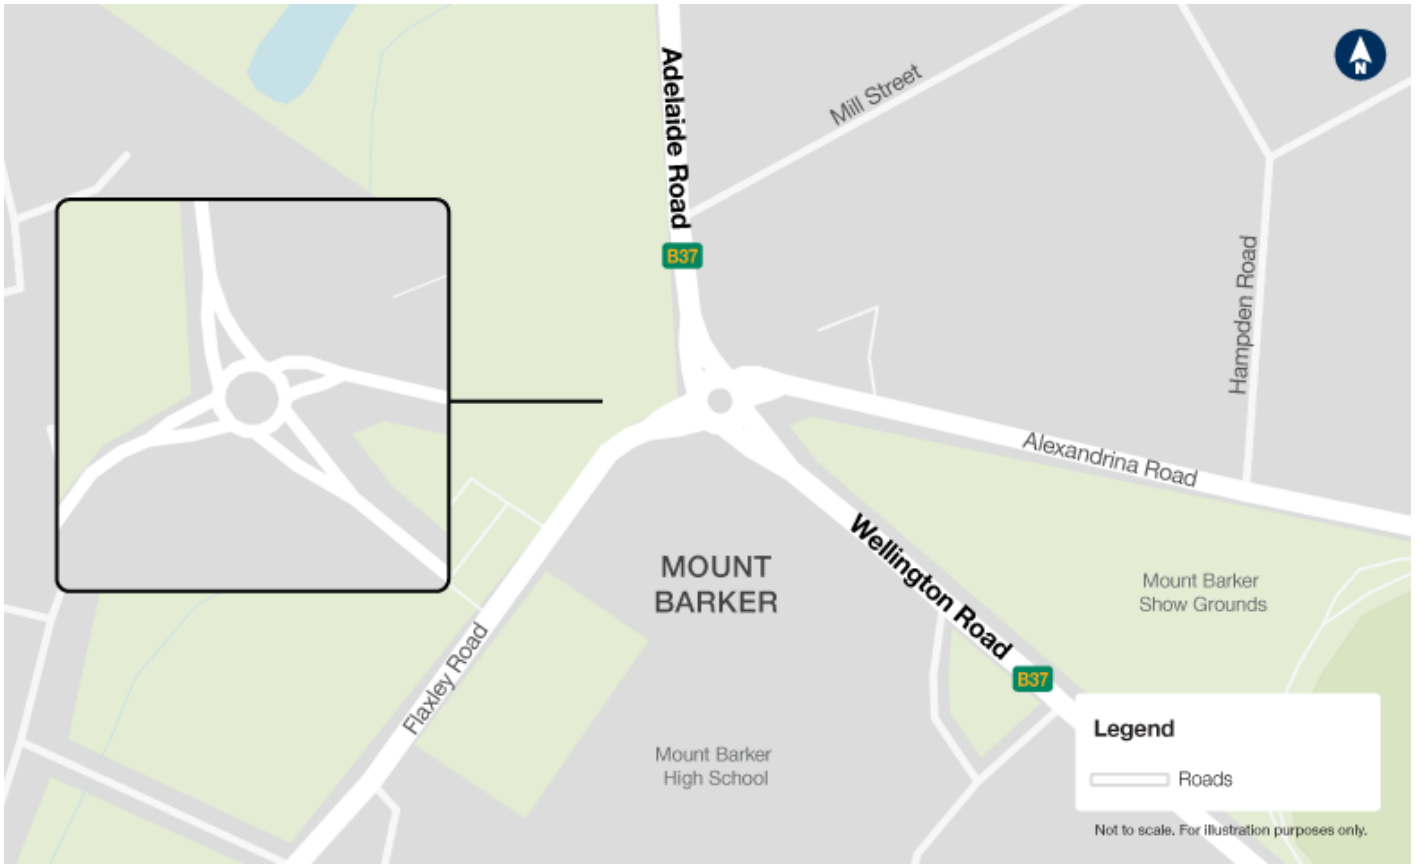 N
Adelaide Road
Mill Street
B37
Hampden Road
Alexandrina Road
MOUNT
BARKER
Wellington Road
Mount Barker
Show Grounds
Flaxley Road
B37
Mount Barker
High School
Legend
Roads
Not to scale. For illustration purposes only.